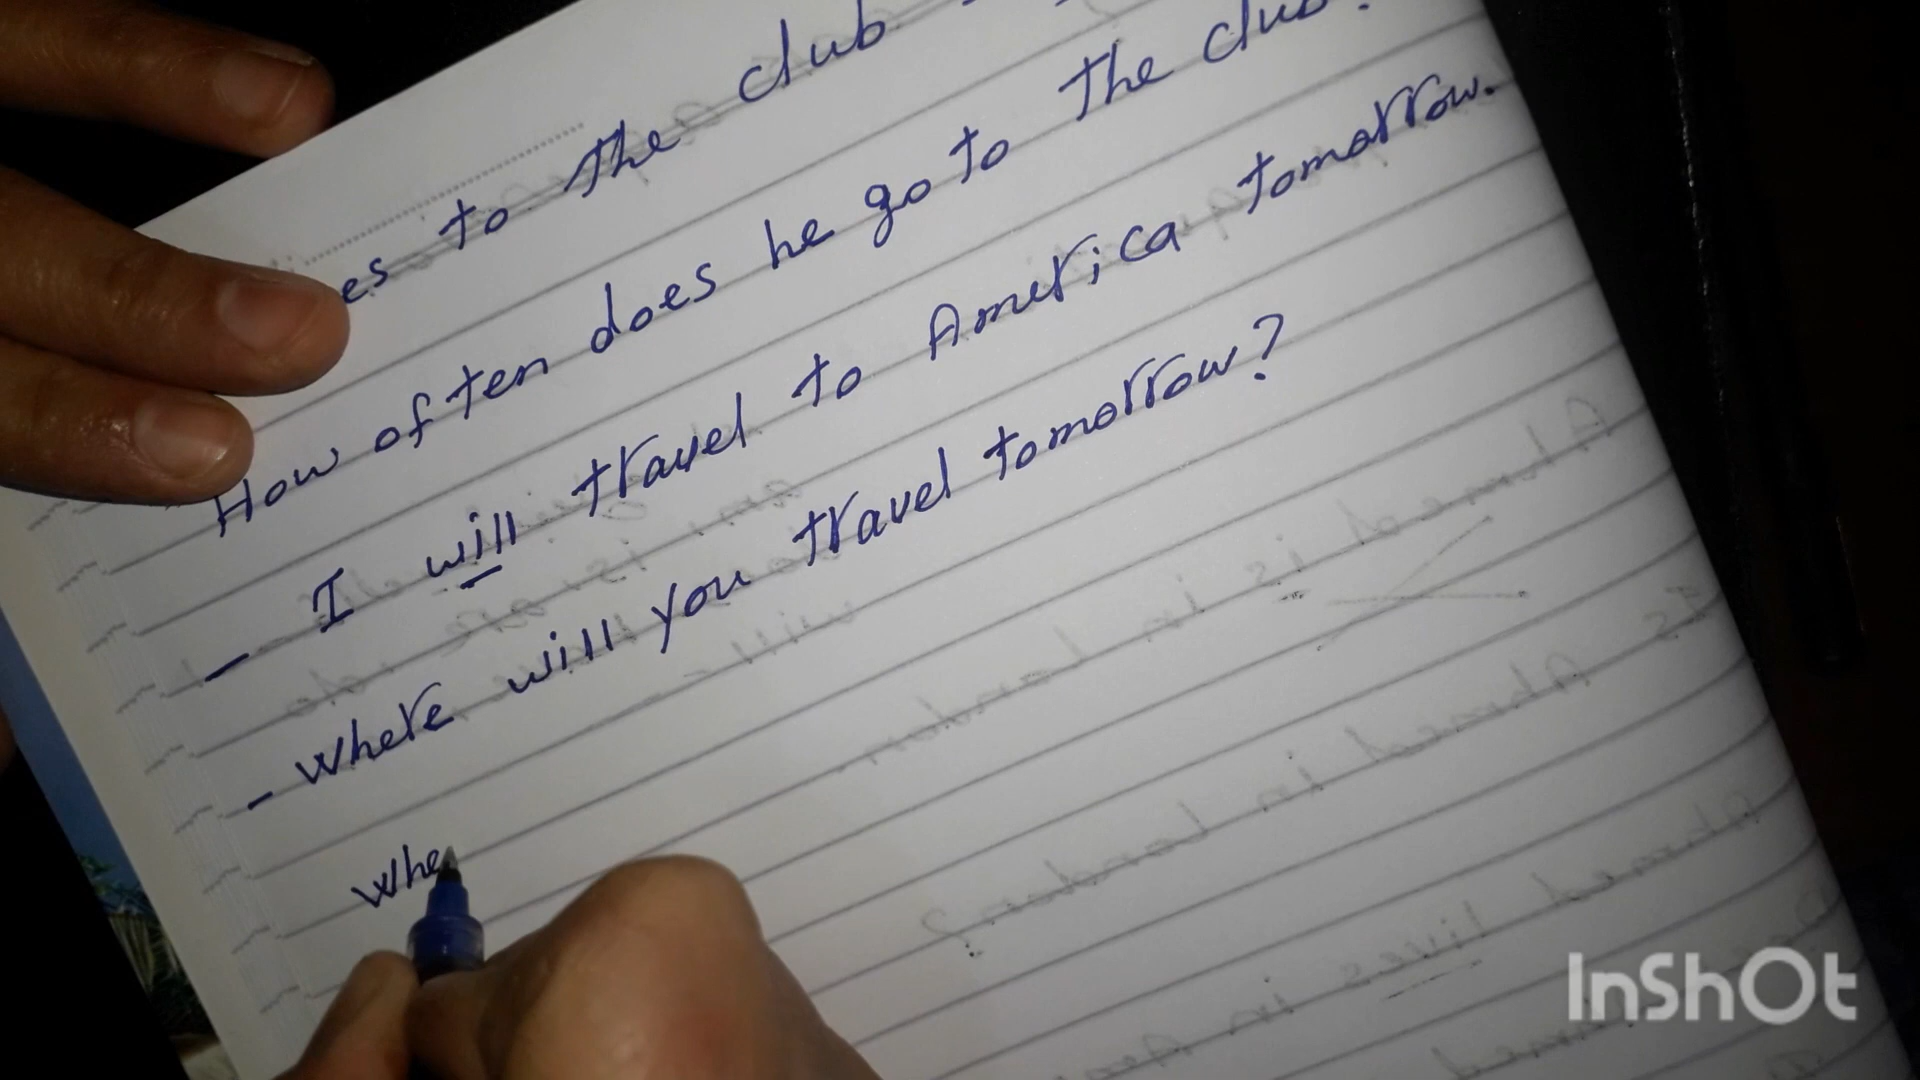 es to the club
How often does he go to the club?
- I will travel to America tomorrow.
- where will you travel tomorrow?
whe
InShOt